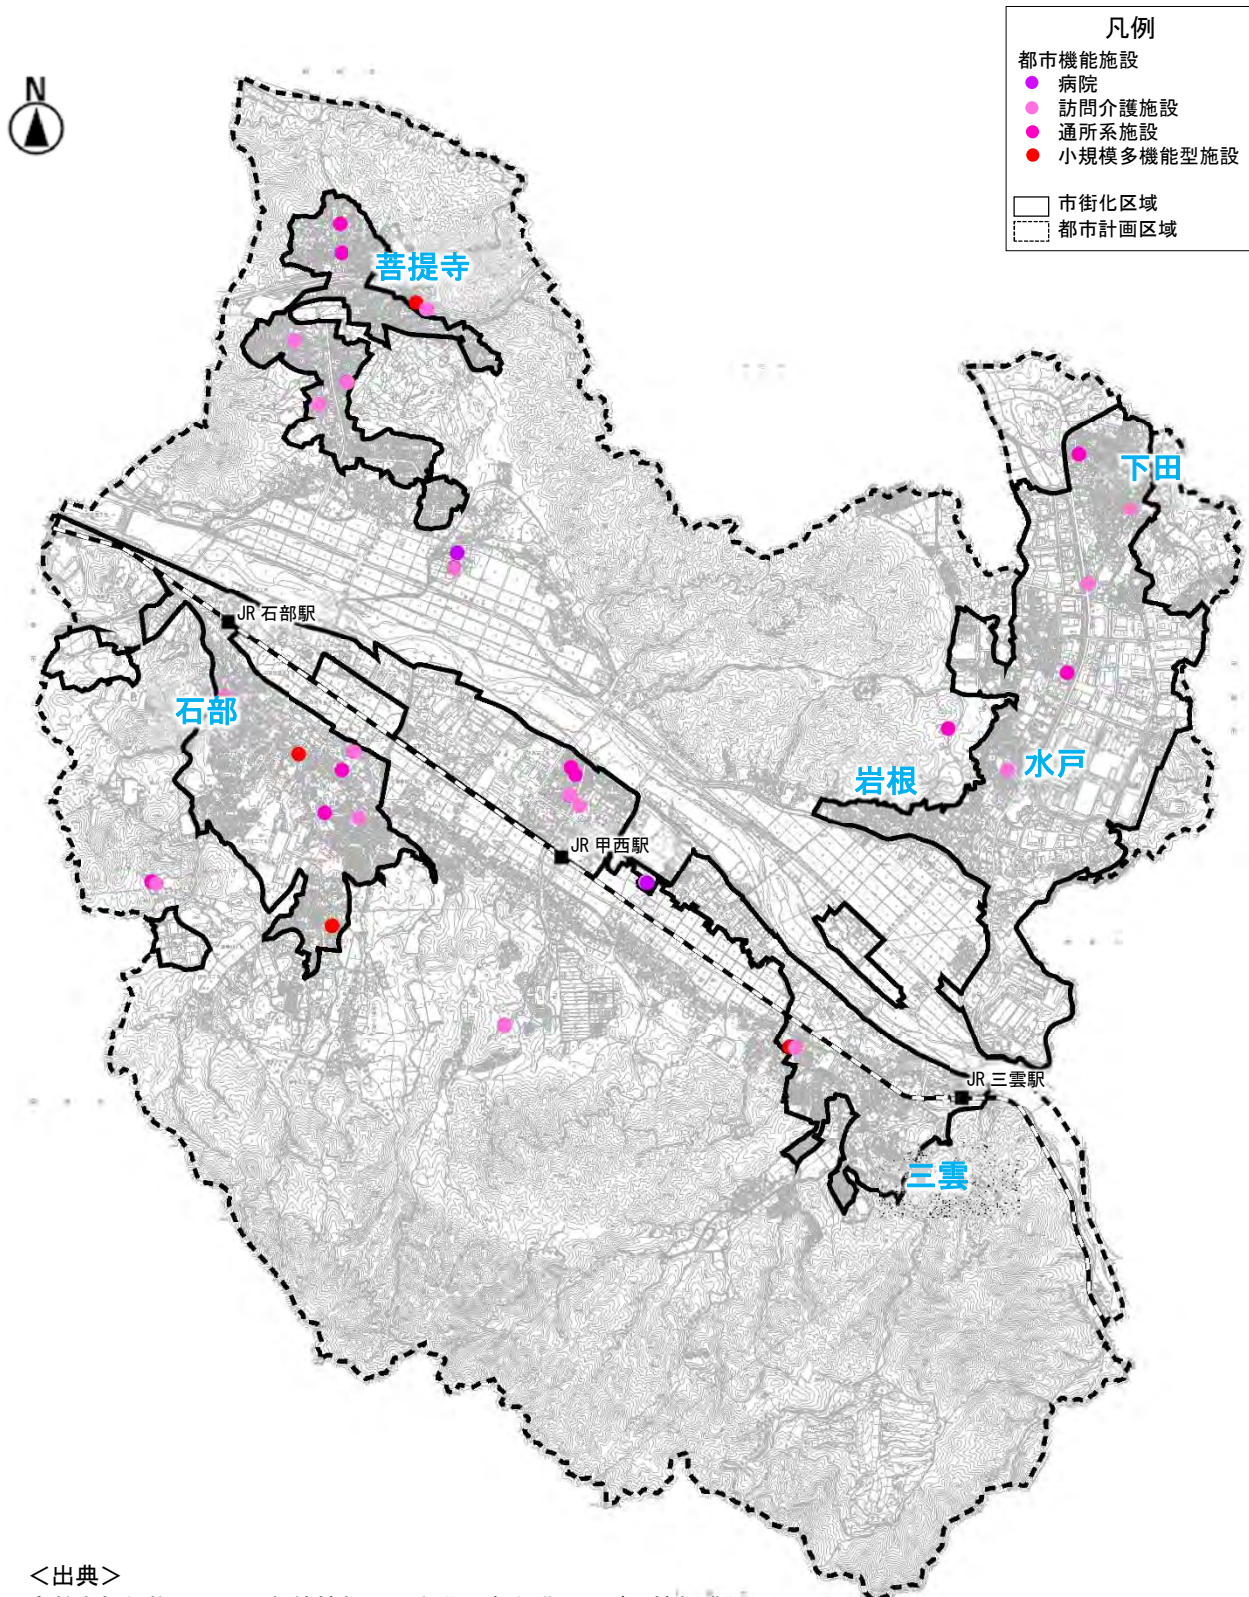 凡例
都市機能施設
病院
訪問介護施設
通所系施設
小規模多機能型施設
市街化区域
都市計画区域
N
菩提寺
下田
JR 石部駅
石部
岩根
水戸
JR 甲西駅
JR 三雲駅
三雲
＜出典＞